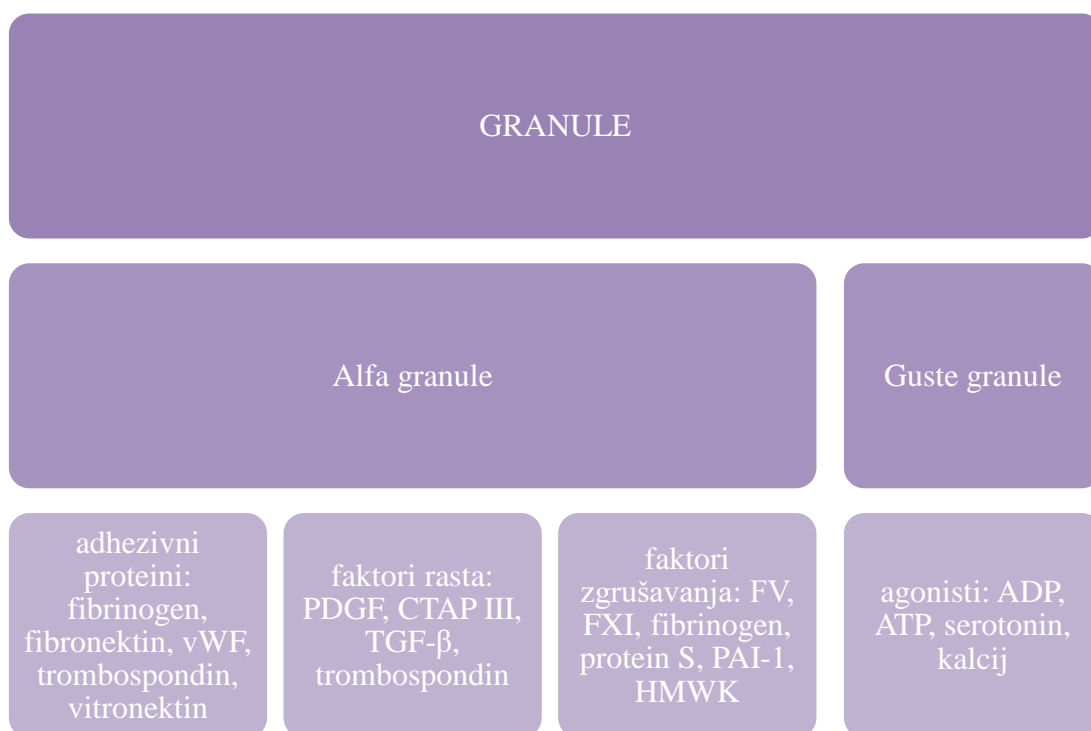 GRANULE
Alfa granule
Guste granule
adhezivni
proteini:
fibrinogen,
fibronektin, vWF,
trombospondin,
vitronektin
faktori rasta:
PDGF, CTAP III,
TGF-β,
trombospondin
faktori
zgrušavanja: FV,
FXI, fibrinogen,
protein S, PAI-1,
HMWK
agonisti: ADP,
ATP, serotonin,
kalcij